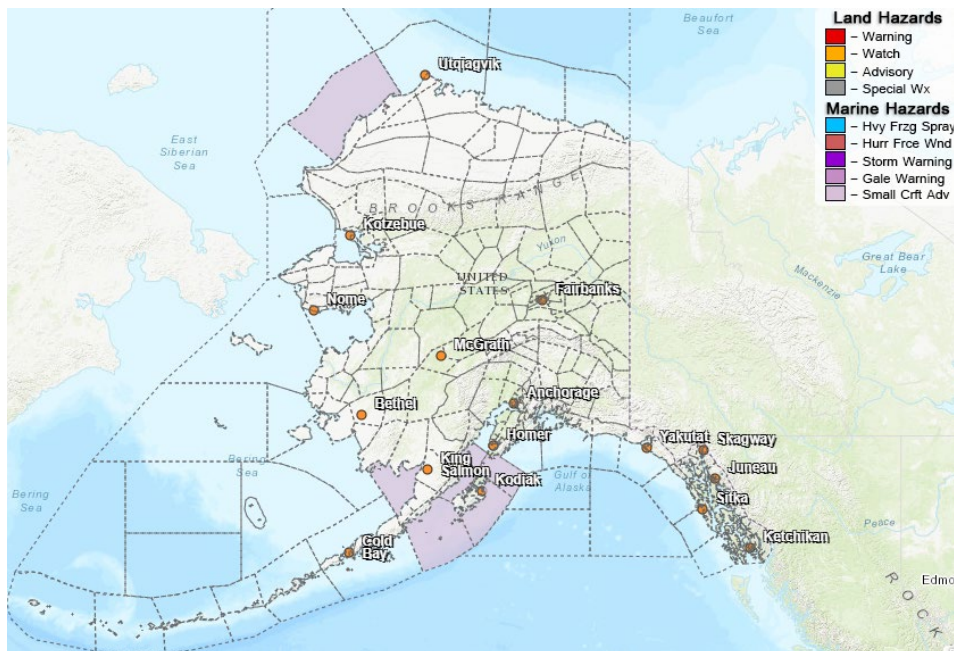 Beaufort
Sea
Land Hazards
– Warning
– Watch
– Advisory
– Special Wx
Marine Hazards
– Hvy Frzg Spray
– Hurr Frce Wnd
– Storm Warning
– Gale Warning
– Small Crft Adv
Utqiagvik
East
Siberian
Sea
BROOKS RANGE
Kotzebue
Yukon
Great Bear
Lake
Mackenzie
UNITED
STATES
Fairbanks
Nome
McGrath
Anchorage
Bethel
Homer
Yakutat
Skagway
King
Salmon
Bering
Sea
Gulf of
Alaska
Juneau
Kodiak
Sitka
Bering
Sea
Peace
Cold
Bay
Ketchikan
Edmo
ROCK